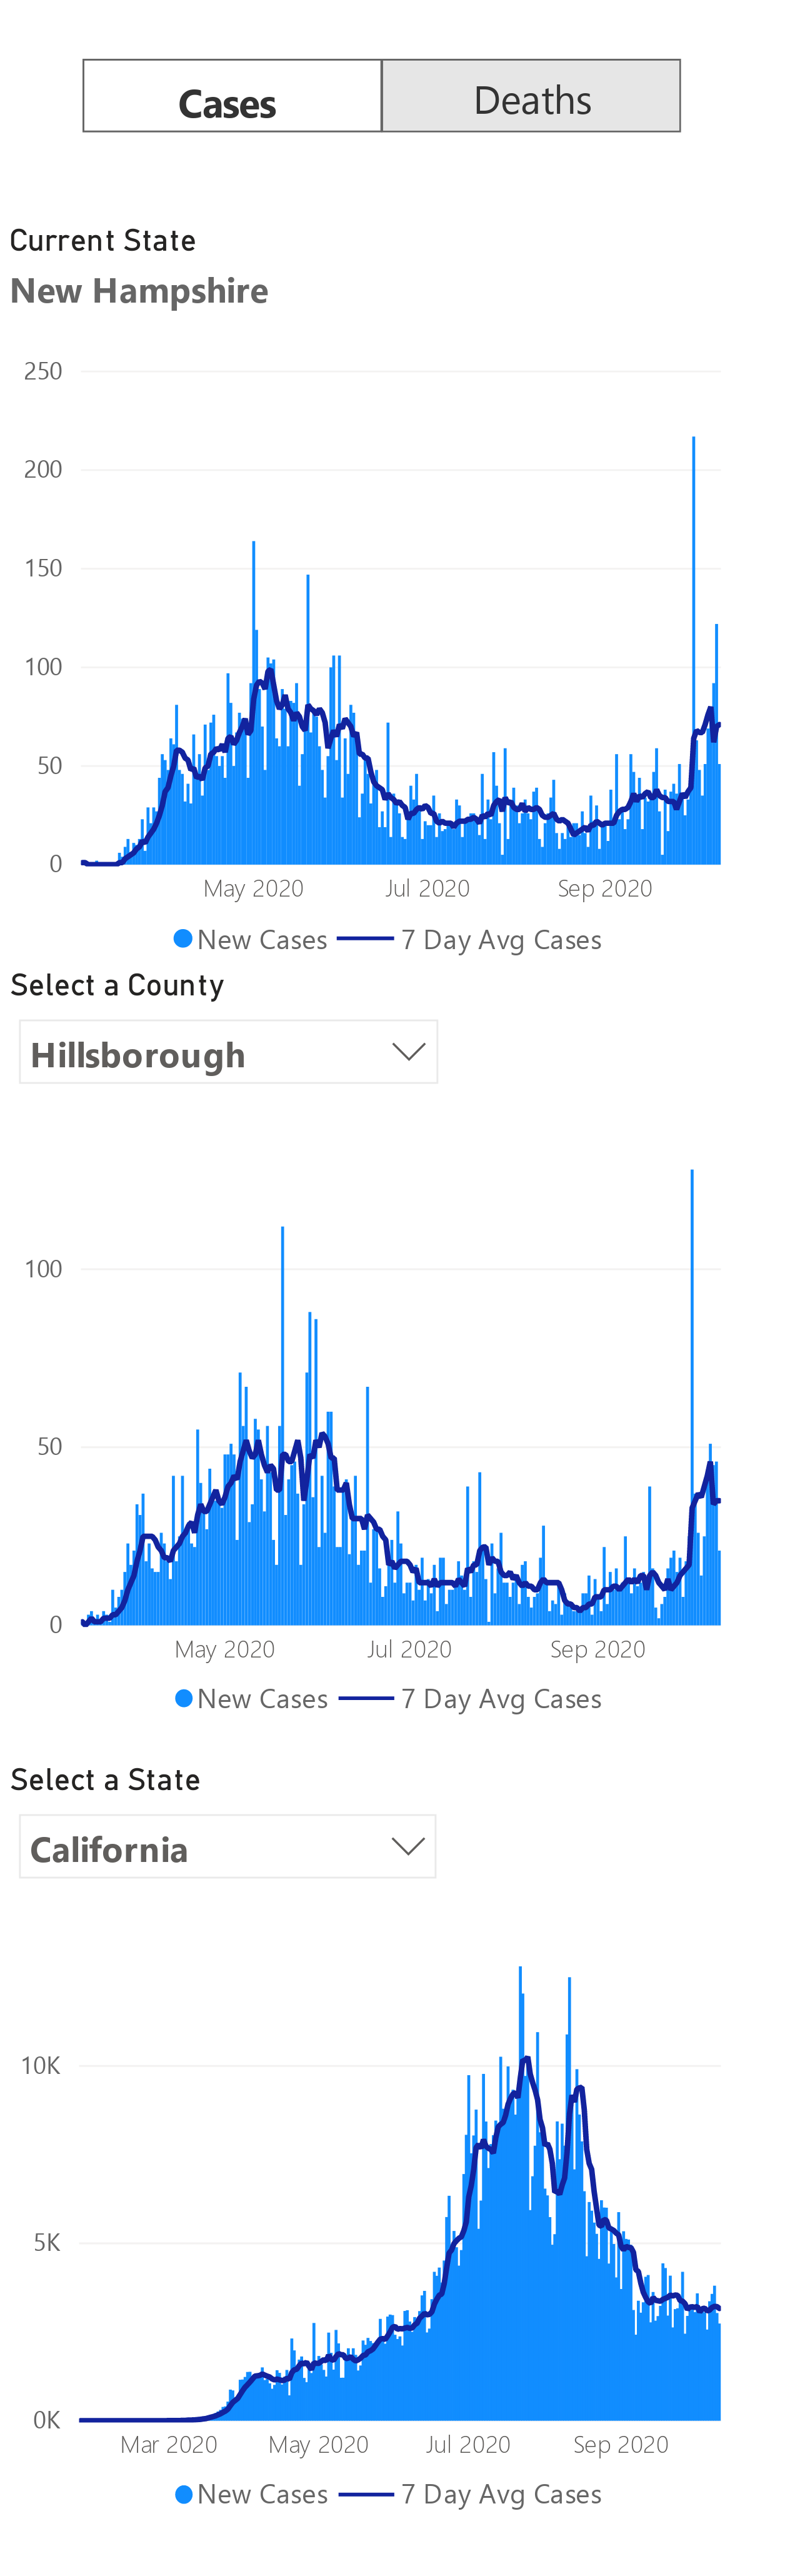 Cases Deaths
Current State
New Hampshire
250
200
150
100
50
0
May 2020 Jul 2020 Sep 2020
New Cases 7 Day Avg Cases
Select a County
Hillsborough
100
50
0
May 2020 Jul 2020 Sep 2020
New Cases 7 Day Avg Cases
Select a State
California
10K
5K
0K
Mar 2020 May 2020 Jul 2020 Sep 2020
New Cases 7 Day Avg Cases